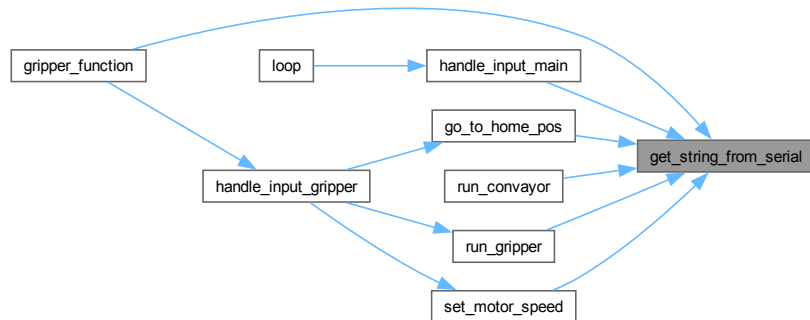 gripper_function
loop
handle_input_main
go_to_home_pos
get_string_from_serial
handle_input_gripper
run_convayor
run_gripper
set_motor_speed